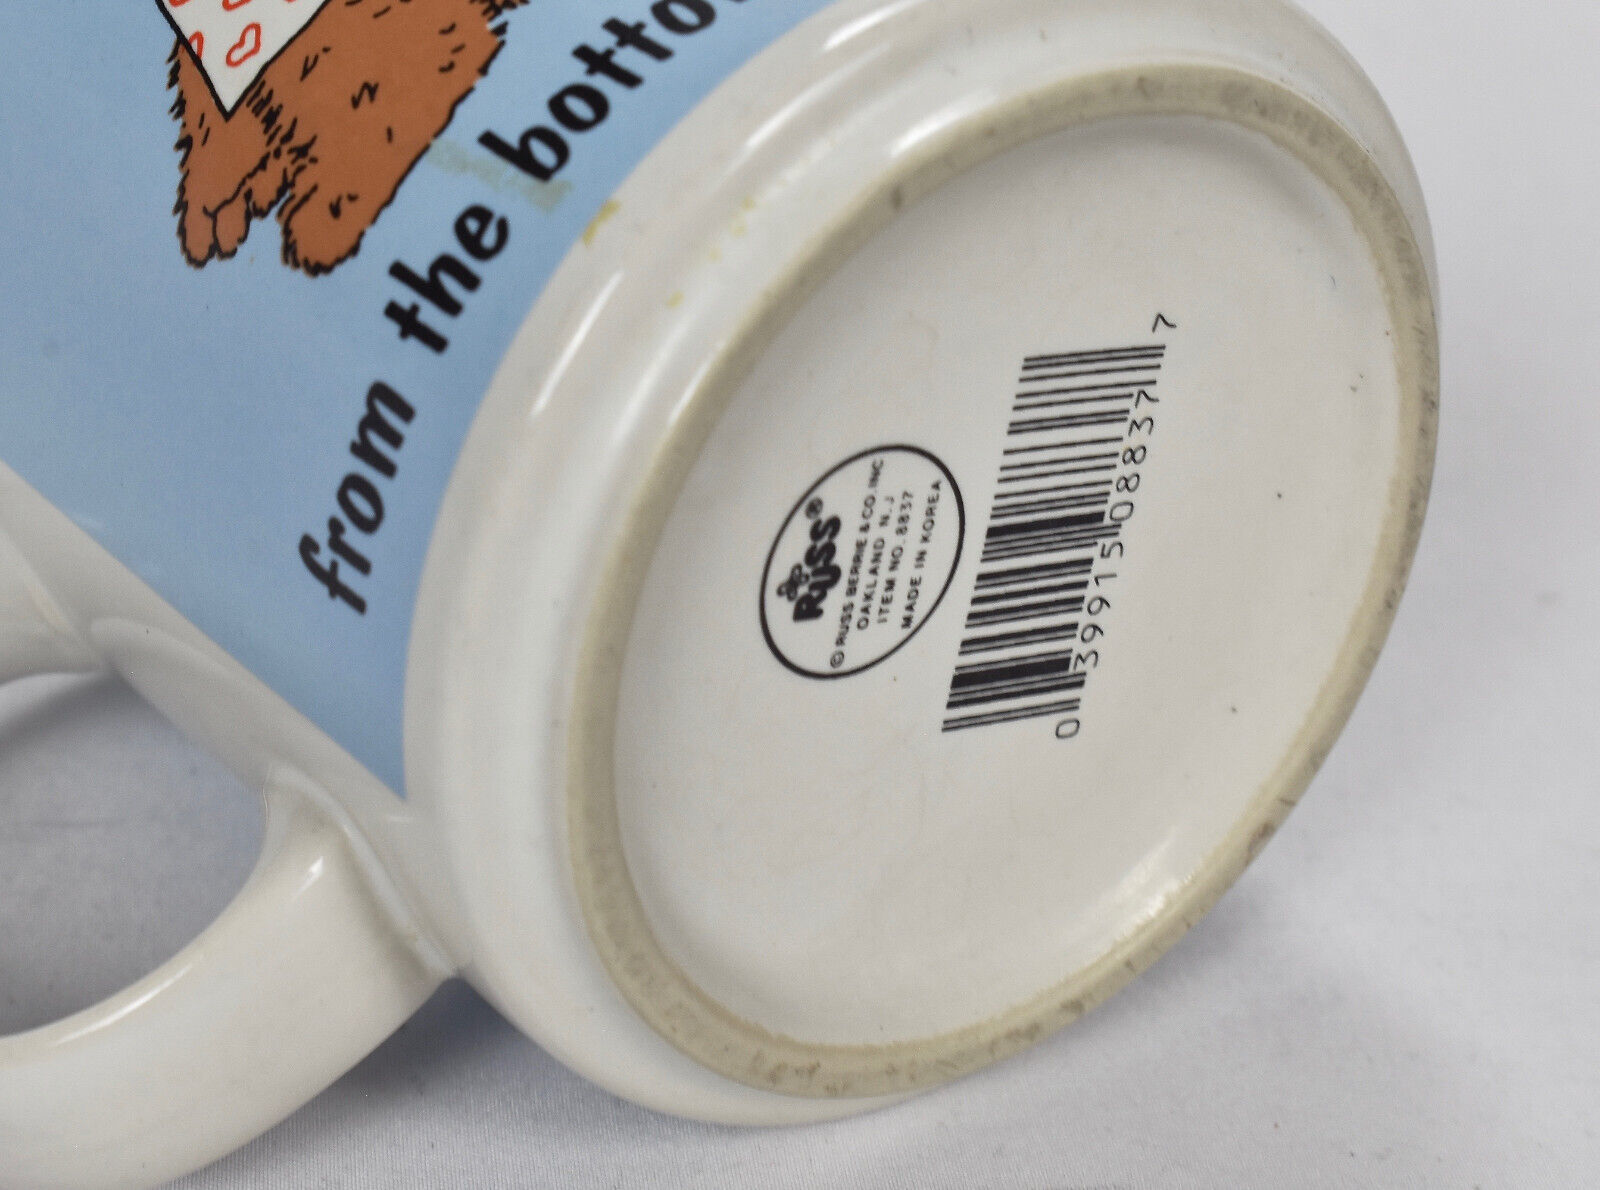 from the botto
RUSS®
© RUSS BERRIE & CO. INC
OAKLAND N.J
ITEM NO. 8837
MADE IN KOREA
0 39915 08837 7